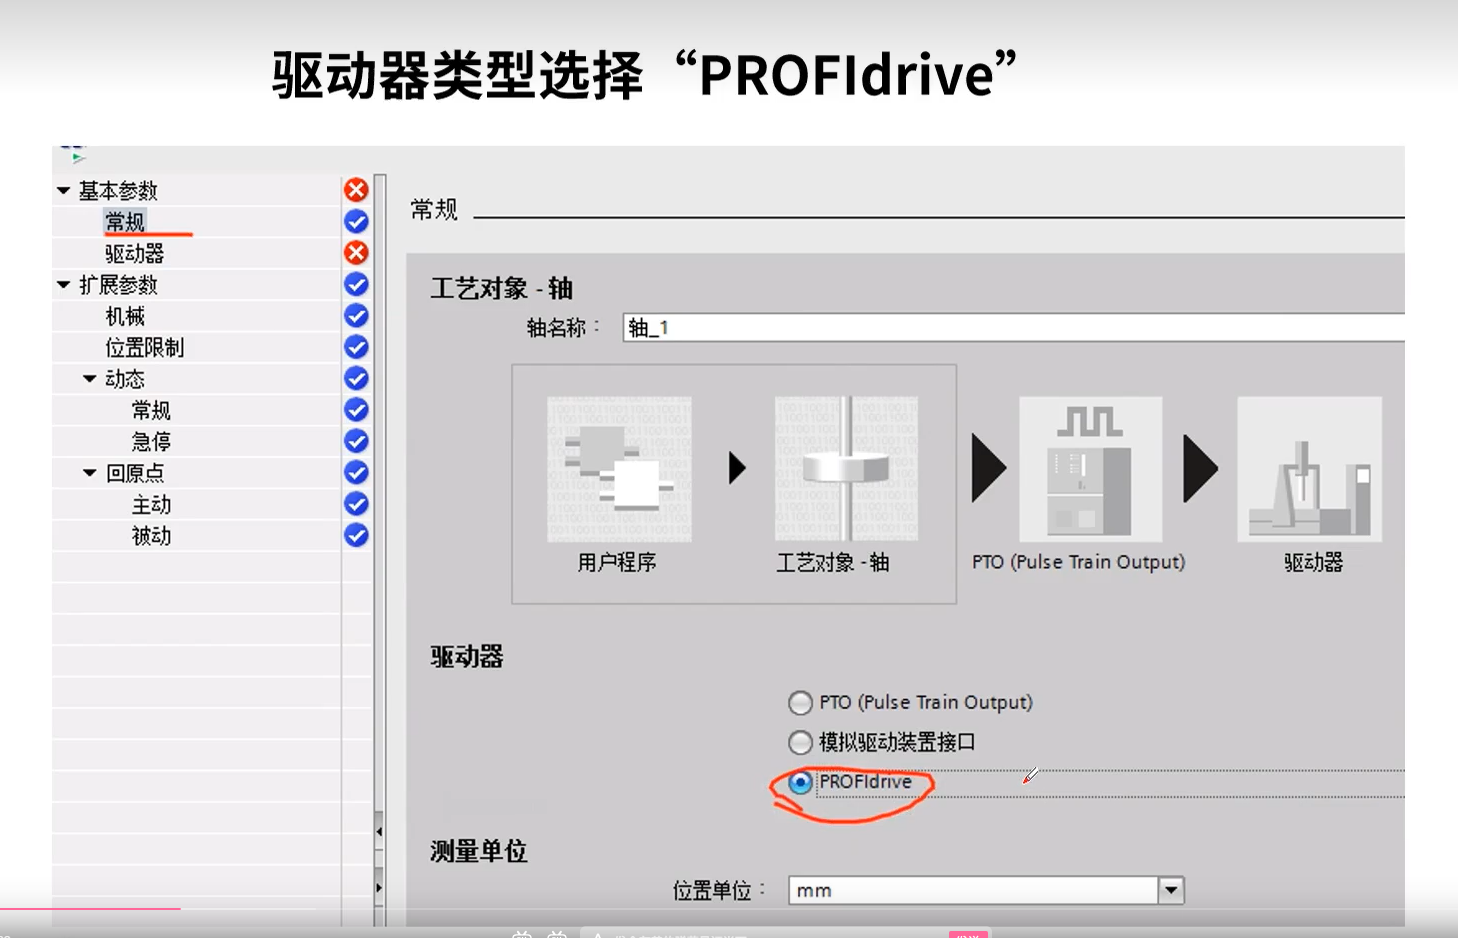 驱动器类型选择“PROFIdrive”
基本参数
常规
驱动器
扩展参数
机械
位置限制
动态
常规
急停
回原点
主动
被动
常规
工艺对象 - 轴
轴名称：
轴_1
用户程序
工艺对象 - 轴
PTO (Pulse Train Output)
驱动器
驱动器
PTO (Pulse Train Output)
模拟驱动装置接口
PROFIdrive
测量单位
位置单位：
mm